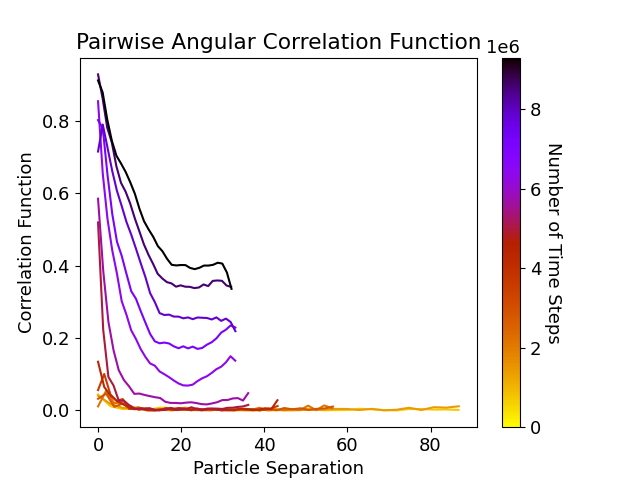 Pairwise Angular Correlation Function
1e6
Correlation Function
0.8
0.6
0.4
0.2
0.0
0 20 40 60 80
Particle Separation
8
6
4
2
0
Number of Time Steps